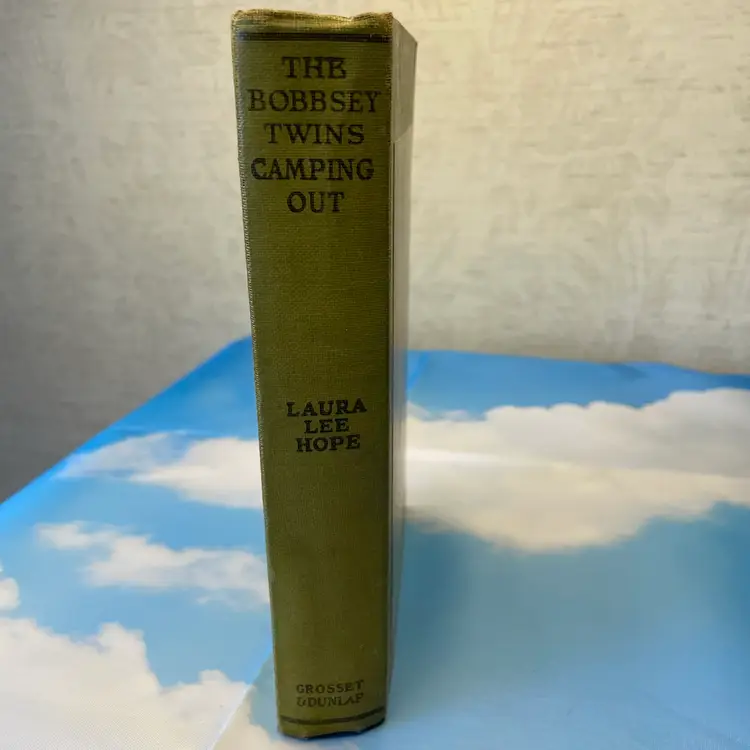 THE
BOBBSEY
TWINS
CAMPING
OUT
LAURA
LEE
HOPE
GROSSET
& DUNLAP